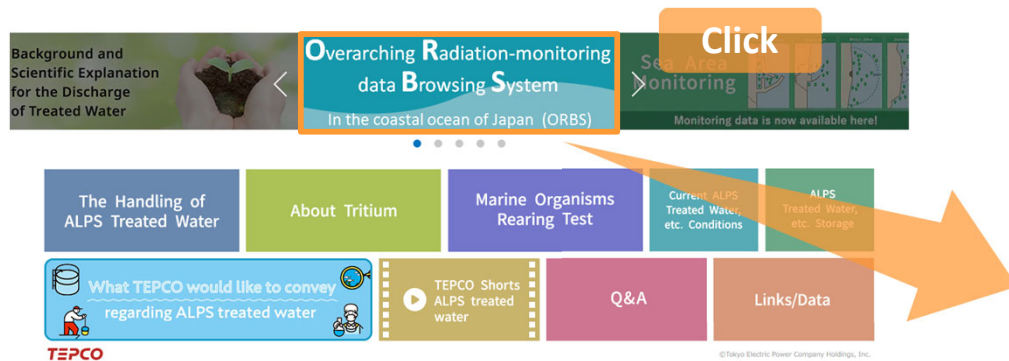 Background and
Scientific Explanation
for the Discharge
of Treated Water
Overarching Radiation-monitoring
data Browsing System
In the coastal ocean of Japan (ORBS)
Click
Sea Area
Monitoring
Monitoring data is now available here!
The Handling of
ALPS Treated Water
About Tritium
Marine Organisms
Rearing Test
Current ALPS
Treated Water,
etc. Conditions
ALPS
Treated Water,
etc. Storage
What TEPCO would like to convey
regarding ALPS treated water
TEPCO Shorts
ALPS treated
water
Q&A
Links/Data
TEPCO
©Tokyo Electric Power Company Holdings, Inc.